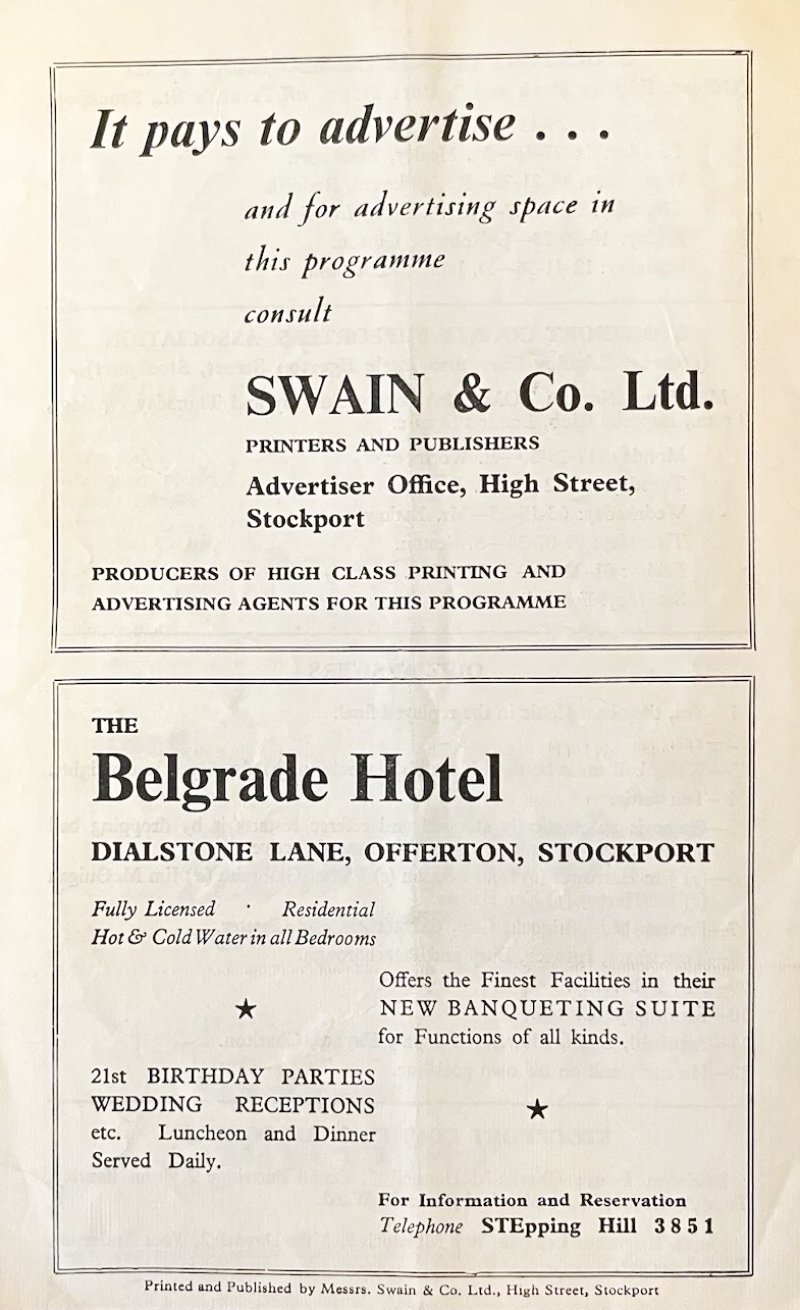 It pays to advertise . . .
and for advertising space in
this programme
consult
SWAIN & Co. Ltd.
PRINTERS AND PUBLISHERS
Advertiser Office, High Street,
Stockport
PRODUCERS OF HIGH CLASS PRINTING AND
ADVERTISING AGENTS FOR THIS PROGRAMME
THE
Belgrade Hotel
DIALSTONE LANE, OFFERTON, STOCKPORT
Fully Licensed · Residential
Hot & Cold Water in all Bedrooms
Offers the Finest Facilities in their
NEW BANQUETING SUITE
for Functions of all kinds.
21st BIRTHDAY PARTIES
WEDDING RECEPTIONS
etc. Luncheon and Dinner
Served Daily.
For Information and Reservation
Telephone STEpping Hill 3851
Printed and Published by Messrs. Swain & Co. Ltd., High Street, Stockport